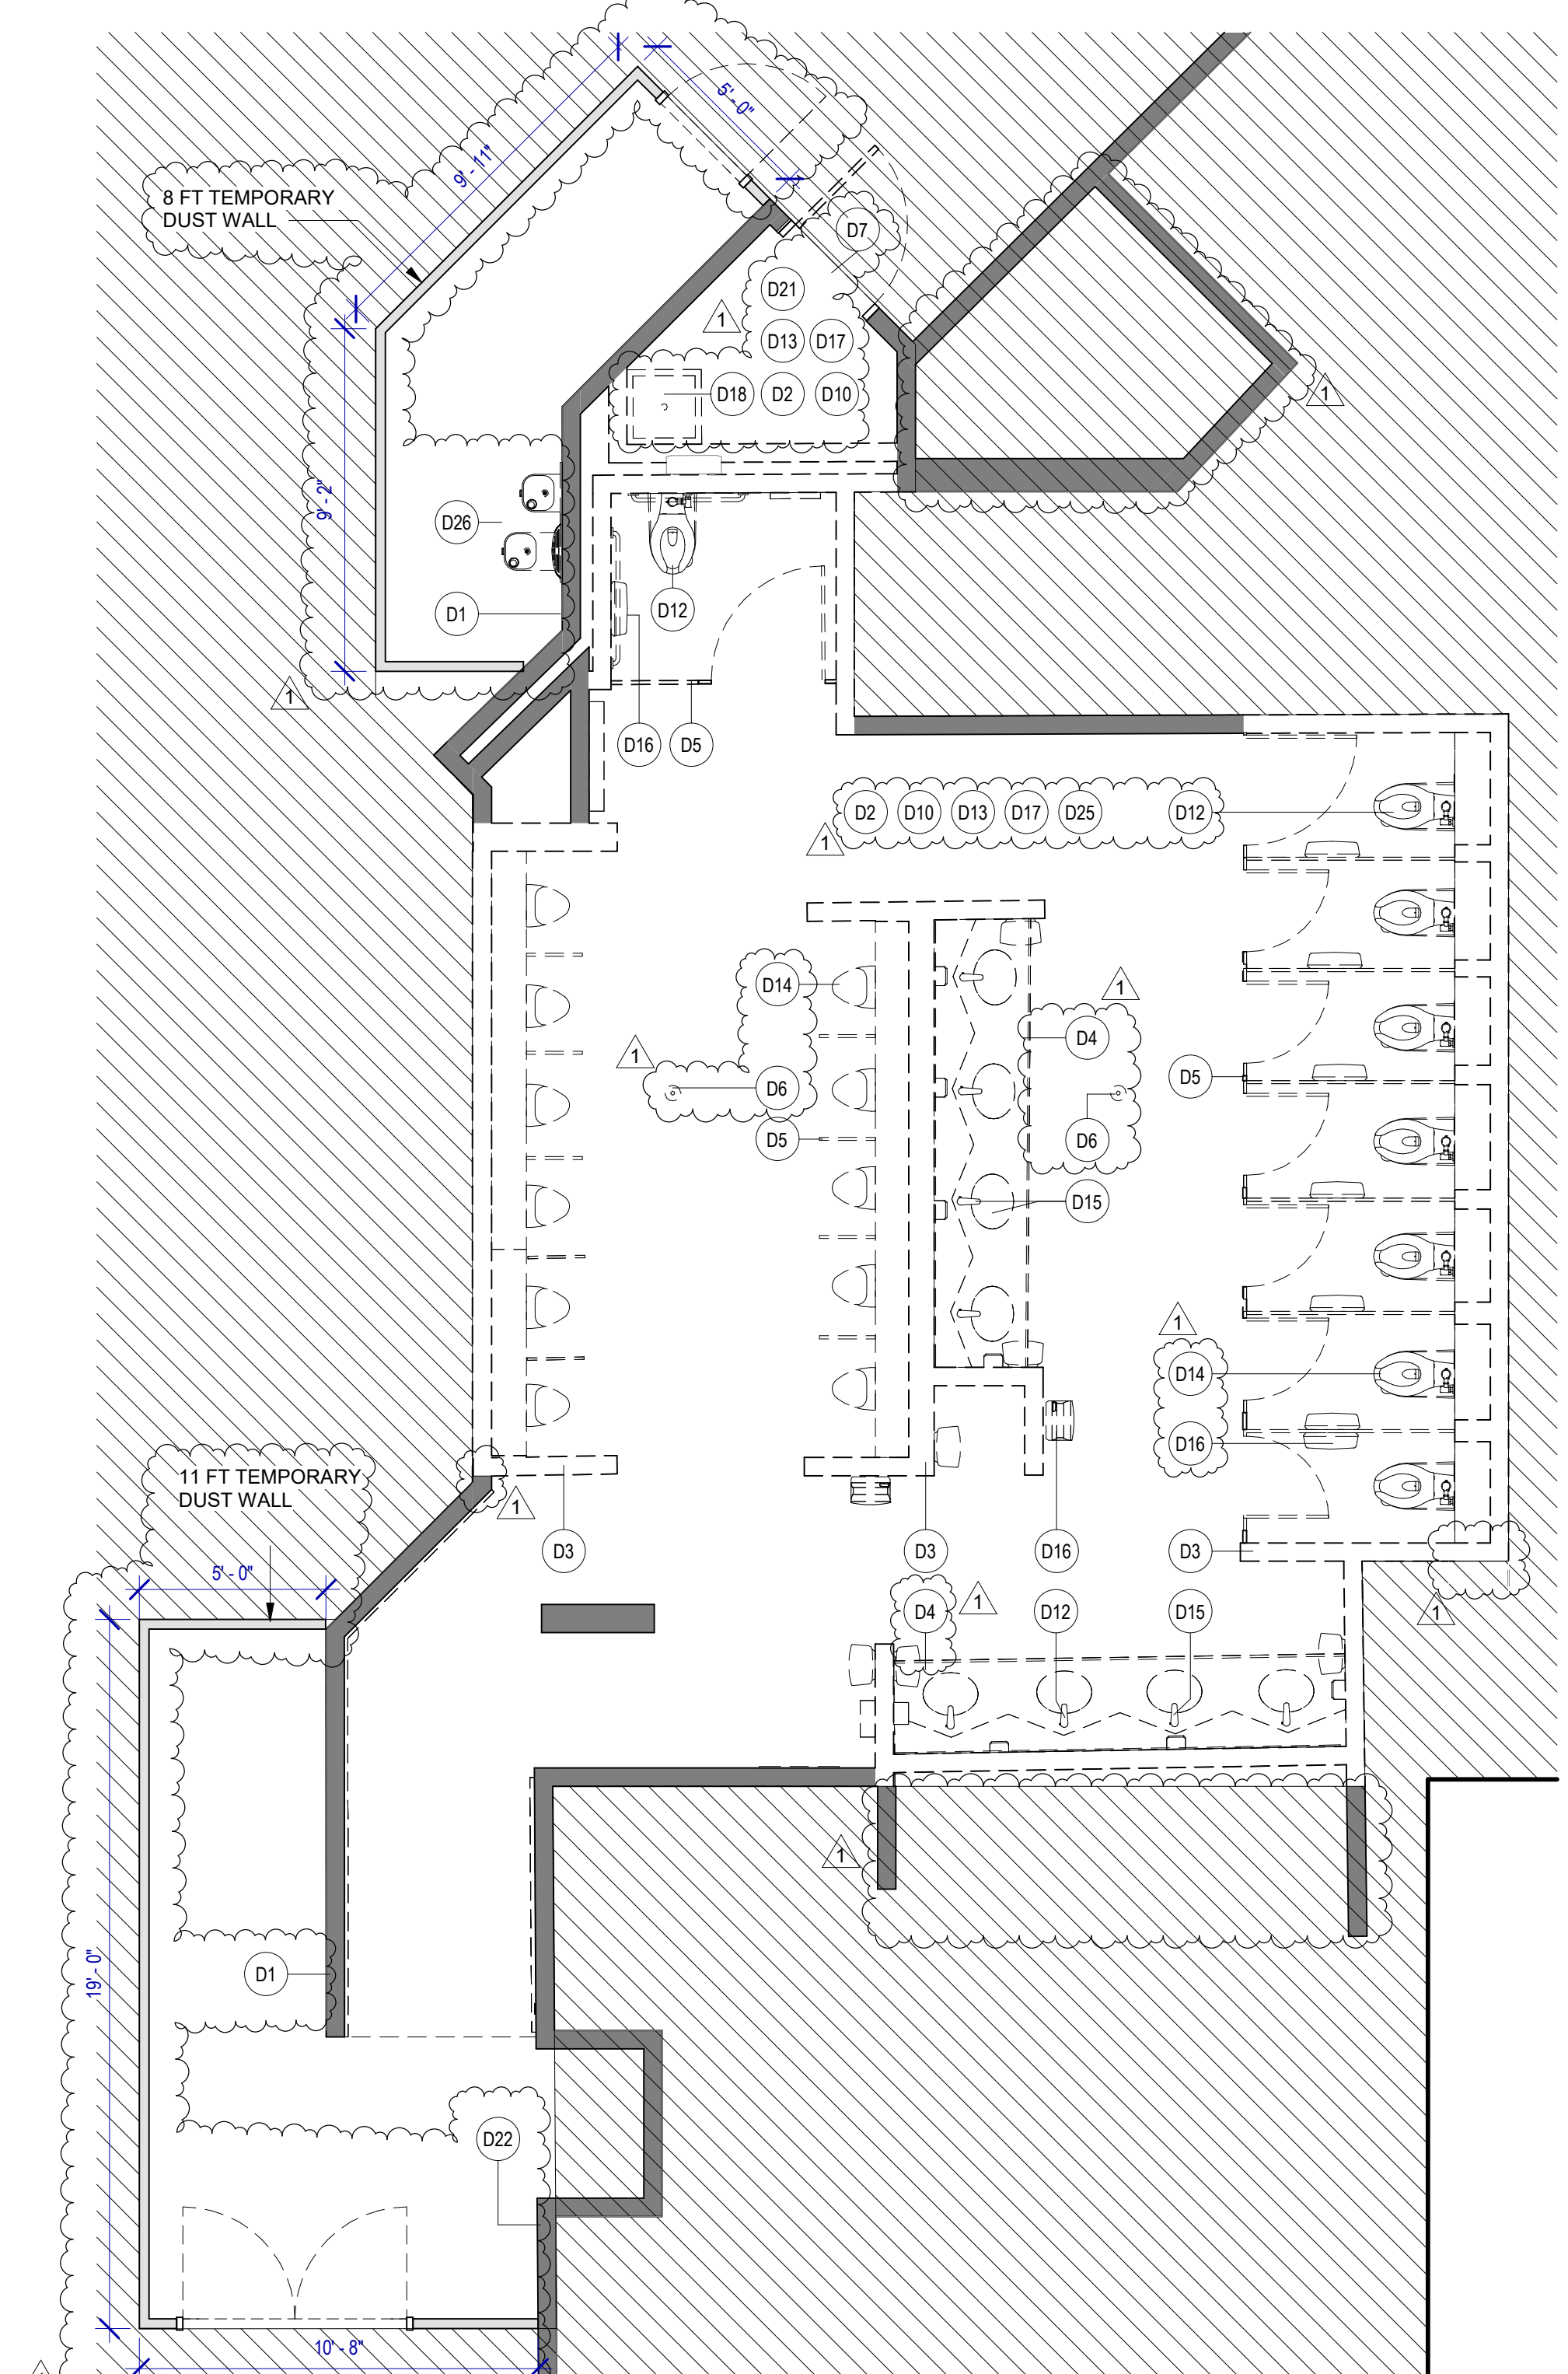 5' - 0"
9' - 11"
8 FT TEMPORARY
DUST WALL
D7
D21
1
D13 D17
D18 D2 D10
1
9' - 2"
D26
D12
D1
1
D16 D5
D2 D10 D13 D17 D25 D12
1
D14
1
D4
1
D5
D6
D6
D5
D15
1
D14
D16
11 FT TEMPORARY
DUST WALL
1
D3
D3
D16
D3
5' - 0"
1
D4
1
D12
D15
1
D1
19' - 0"
D22
10' - 8"
1